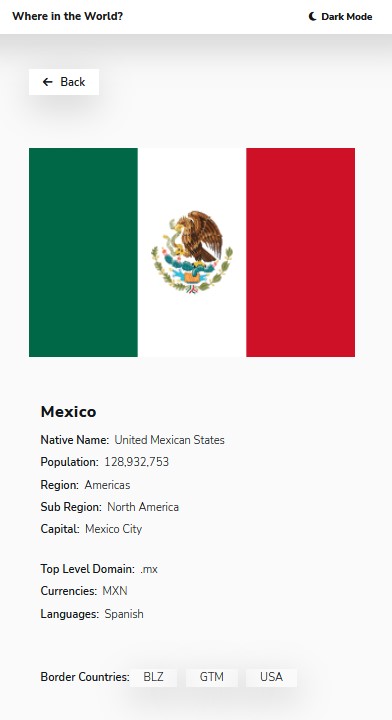 Where in the World? Dark Mode
Back
Mexico
Native Name: United Mexican States
Population: 128,932,753
Region: Americas
Sub Region: North America
Capital: Mexico City
Top Level Domain: .mx
Currencies: MXN
Languages: Spanish
Border Countries: BLZ GTM USA